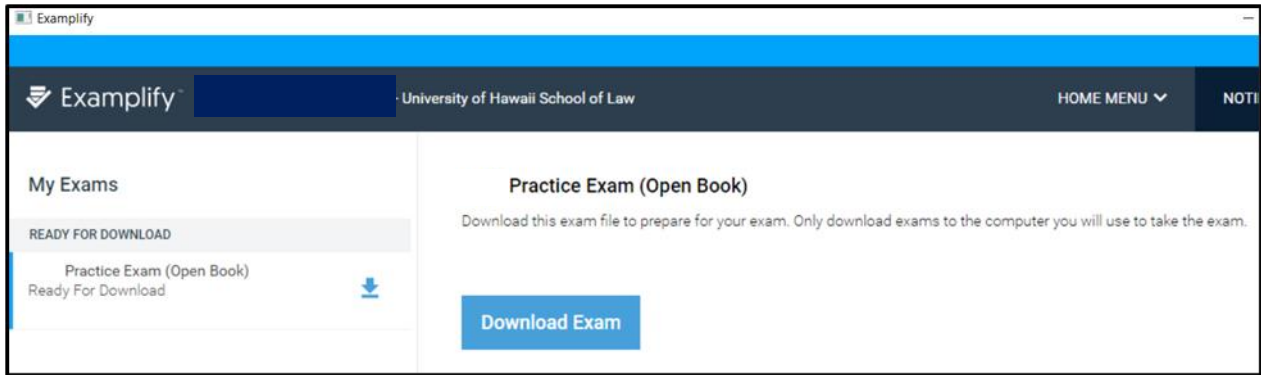 Examplify
Examplify™ - University of Hawaii School of Law HOME MENU
My Exams
READY FOR DOWNLOAD
Practice Exam (Open Book)
Ready For Download
Practice Exam (Open Book)
Download this exam file to prepare for your exam. Only download exams to the computer you will use to take the exam.
Download Exam